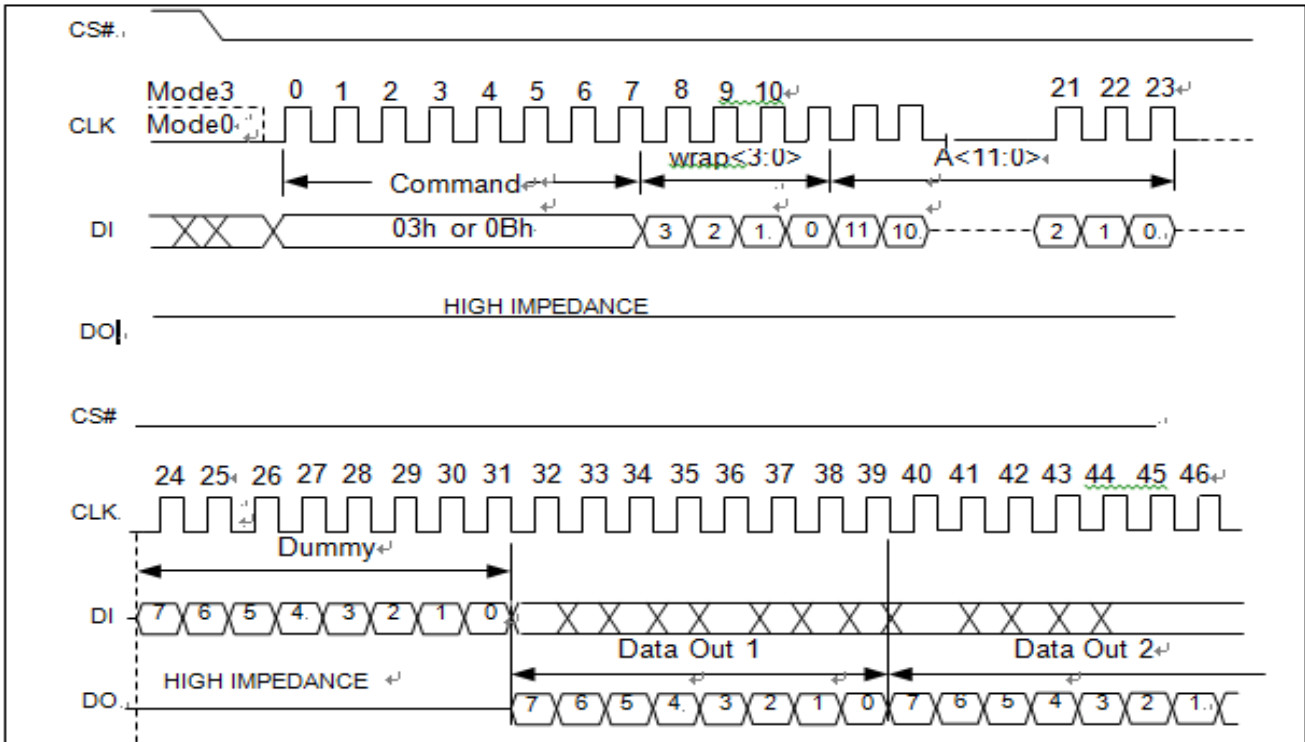 CS#.
Mode3 0 1 2 3 4 5 6 7 8 9 10↵ 21 22 23↵
CLK Mode0 ↵
wrap<3:0> A<11:0>
Command↵ ↵ ↵
DI 03h or 0Bh 3 2 1. 0 11 10. 2 1 0.
HIGH IMPEDANCE
DO
CS#
24 25 26 27 28 29 30 31 32 33 34 35 36 37 38 39 40 41 42 43 44 45 46↵
CLK. ↵
Dummy↵
DI 7 6 5 4. 3 2 1 0
Data Out 1 Data Out 2↵
HIGH IMPEDANCE ↵ ↵ ↵ ↵
DO. 7 6 5 4. 3 2 1 0 7 6 5 4 3 2 1.